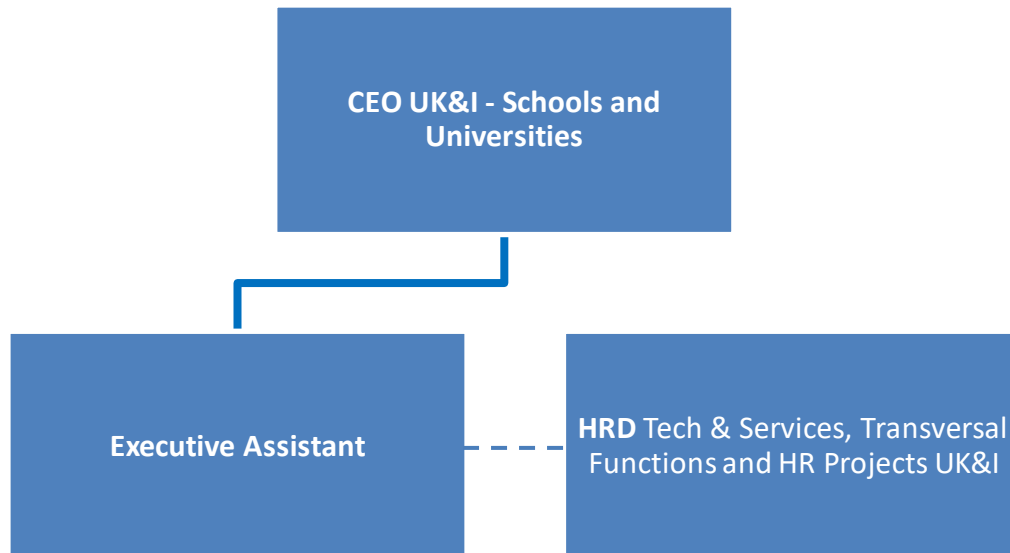 CEO UK&I - Schools and
Universities
Executive Assistant
HRD Tech & Services, Transversal
Functions and HR Projects UK&I